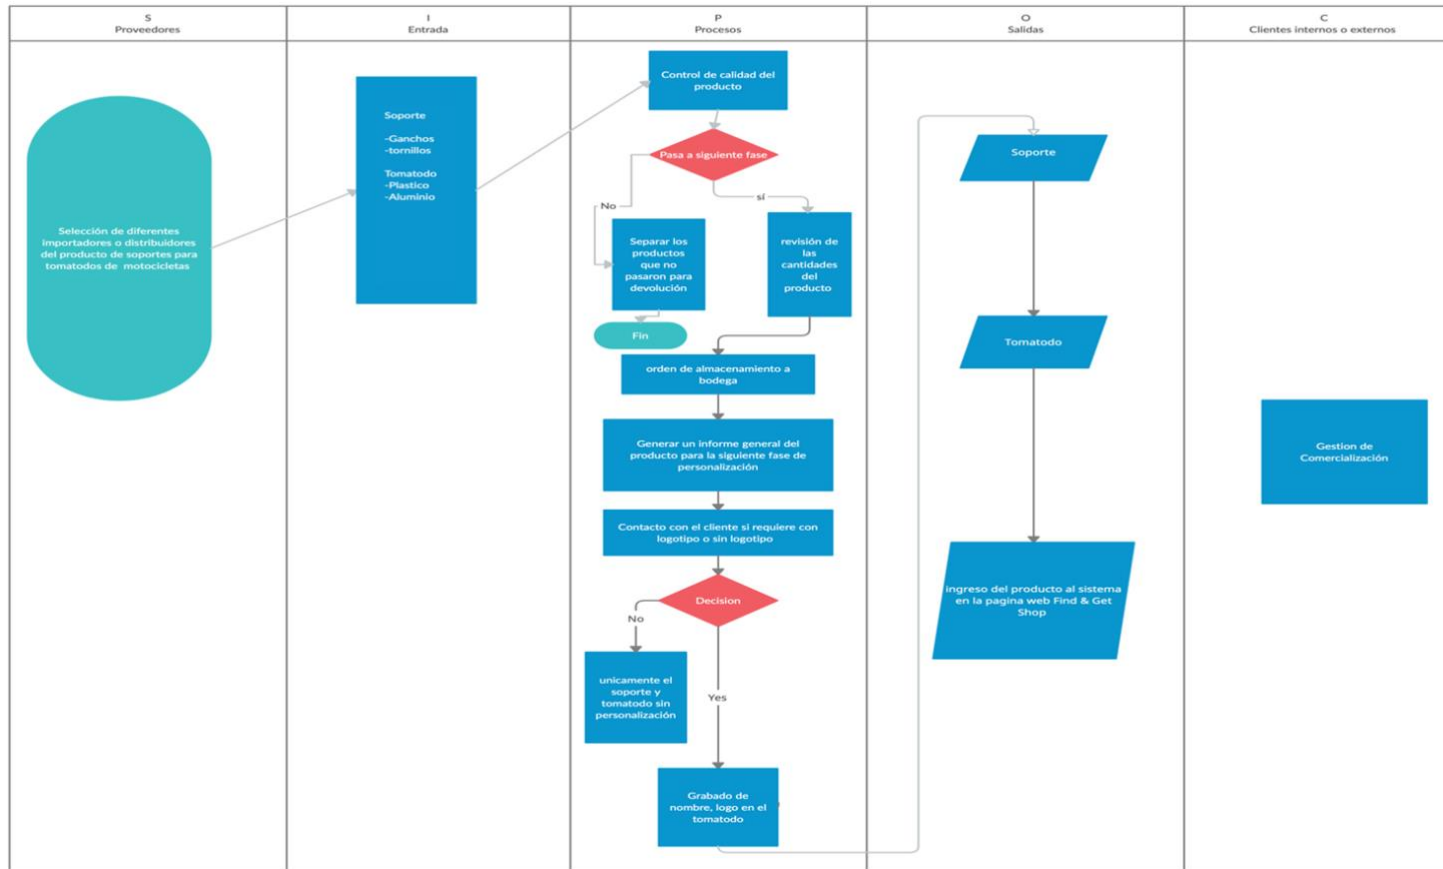 S
Proveedores
I
Entrada
P
Procesos
O
Salidas
C
Clientes internos o externos
Selección de diferentes
importadores o distribuidores
del producto de soportes para
tomatodos de motocicletas
Soporte
-Ganchos
-tornillos
Tomatodo
-Plastico
-Aluminio
Control de calidad del
producto
Pasa a siguiente fase
No
sí
Separar los
productos
que no
pasaron para
devolución
revisión de
las
cantidades
del
producto
Fin
orden de almacenamiento a
bodega
Generar un informe general del
producto para la siguiente fase de
personalización
Contacto con el cliente si requiere con
logotipo o sin logotipo
Decision
No
Yes
unicamente el
soporte y
tomatodo sin
personalización
Grabado de
nombre, logo en el
tomatodo
Soporte
Tomatodo
ingreso del producto al sistema
en la pagina web Find & Get
Shop
Gestion de
Comercialización